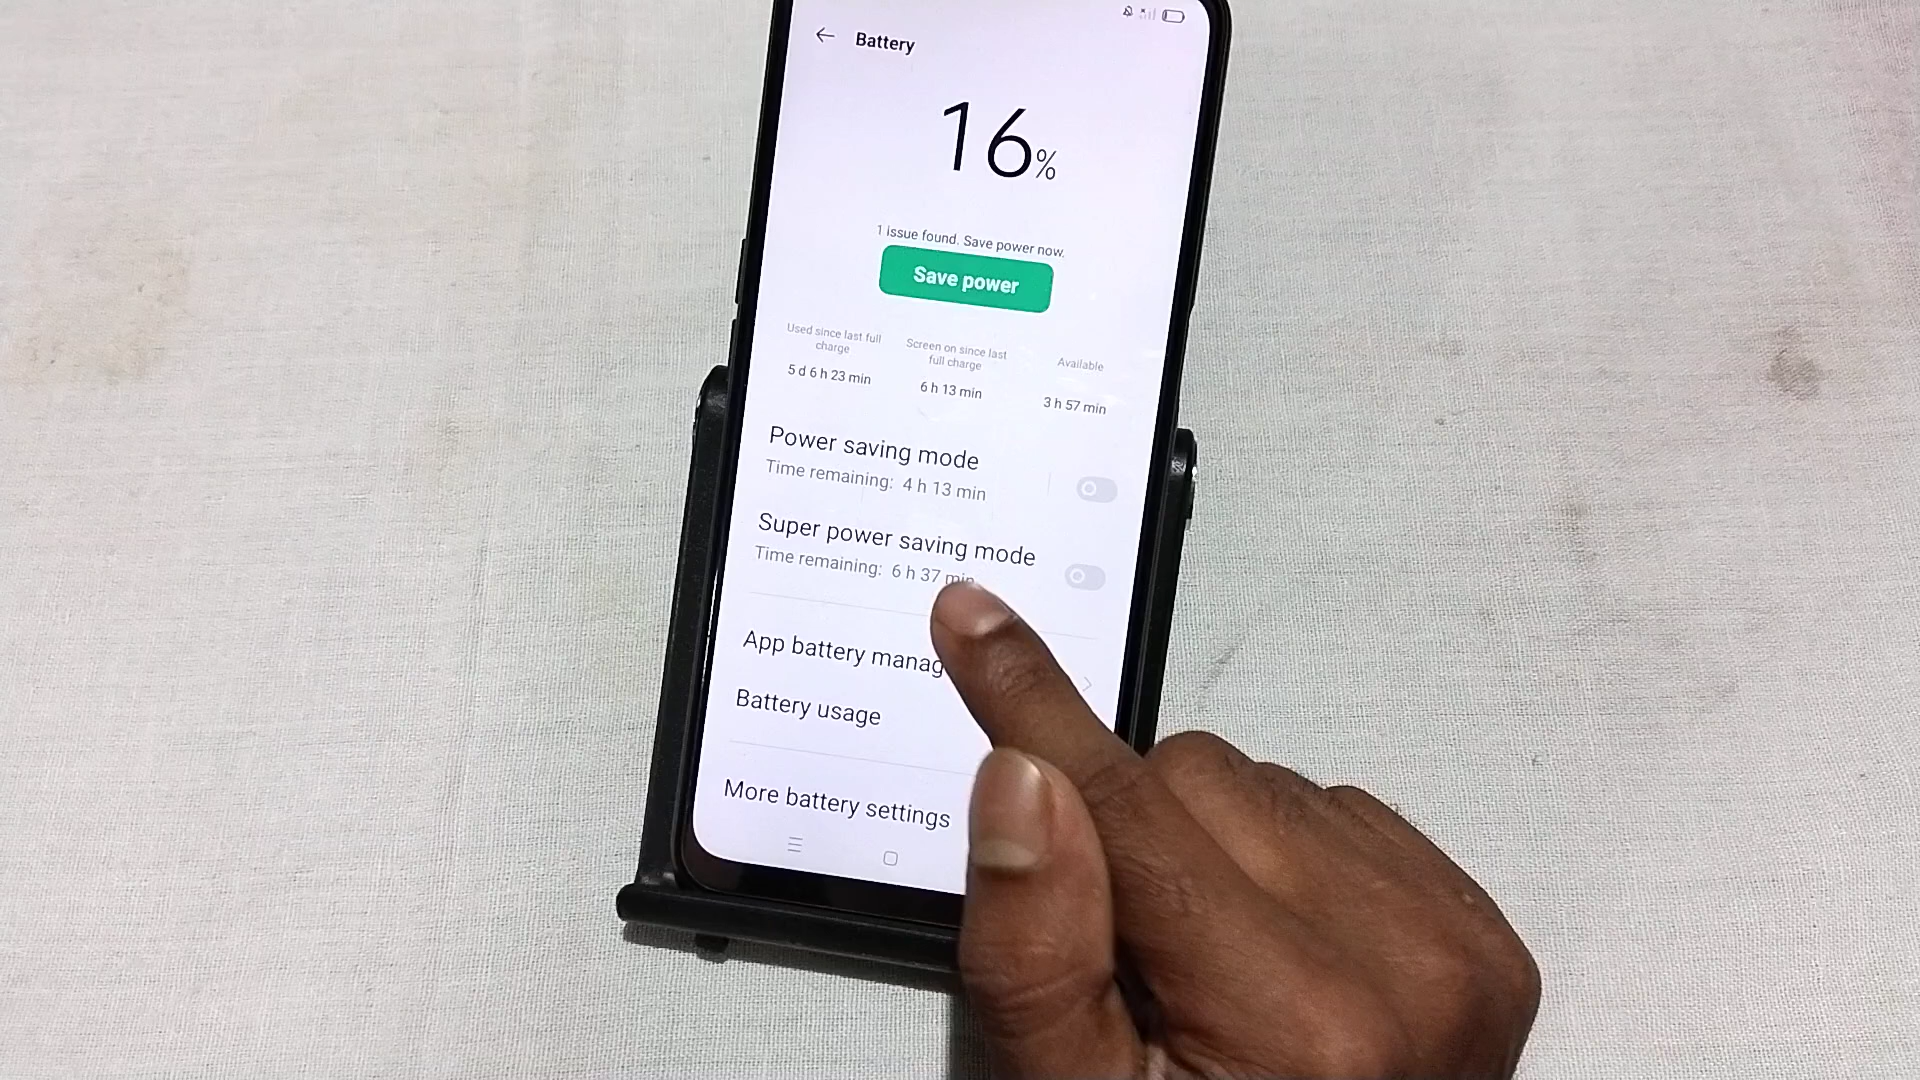 Battery
16%
1 issue found. Save power now.
Save power
Used since last full
charge
5 d 6 h 23 min
Screen on since last
full charge
6 h 13 min
Available
3 h 57 min
Power saving mode
Time remaining: 4 h 13 min
Super power saving mode
Time remaining: 6 h 37 min
App battery manag
Battery usage
More battery settings